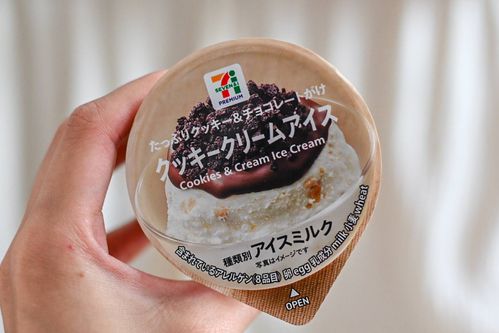 7i
SEVEN&i
PREMIUM
たっぷりクッキー&チョコレートがけ
クッキークリームアイス
Cookies & Cream Ice Cream
種類別 アイスミルク
写真はイメージです
含まれているアレルゲン(8品目) 卵 egg 乳成分 milk 小麦 wheat
OPEN